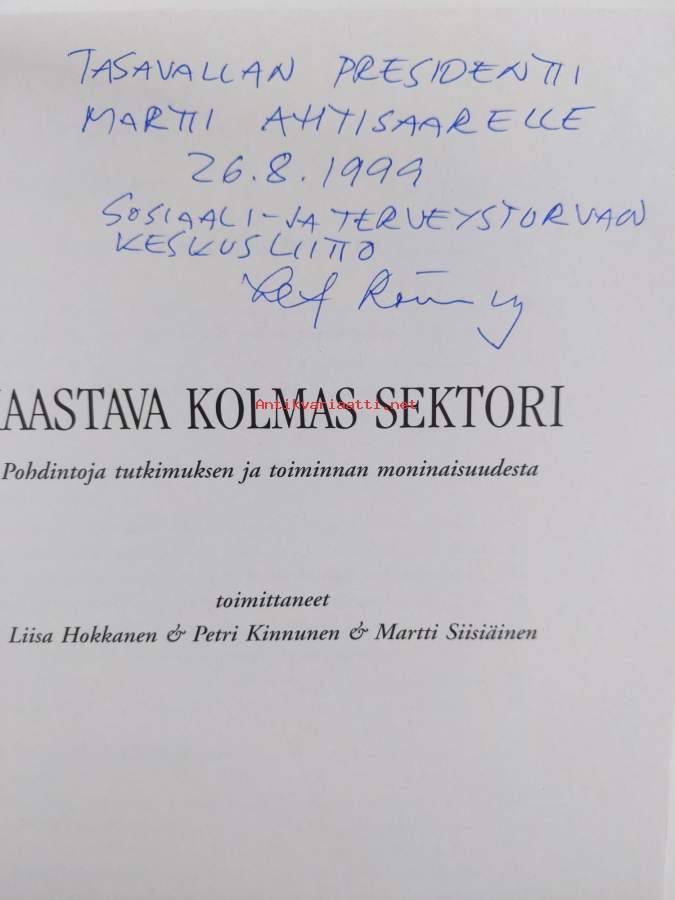 TASAVALLAN PRESIDENTTI
MARTTI AHTISAARELLE
26.8.1999
SOSIAALI- JA TERVEYSTURVAN
KESKUSLIITTO
AASTAVA KOLMAS SEKTORI
Antikvariaatti.net
Pohdintoja tutkimuksen ja toiminnan moninaisuudesta
toimittaneet
Liisa Hokkanen & Petri Kinnunen & Martti Siisiäinen